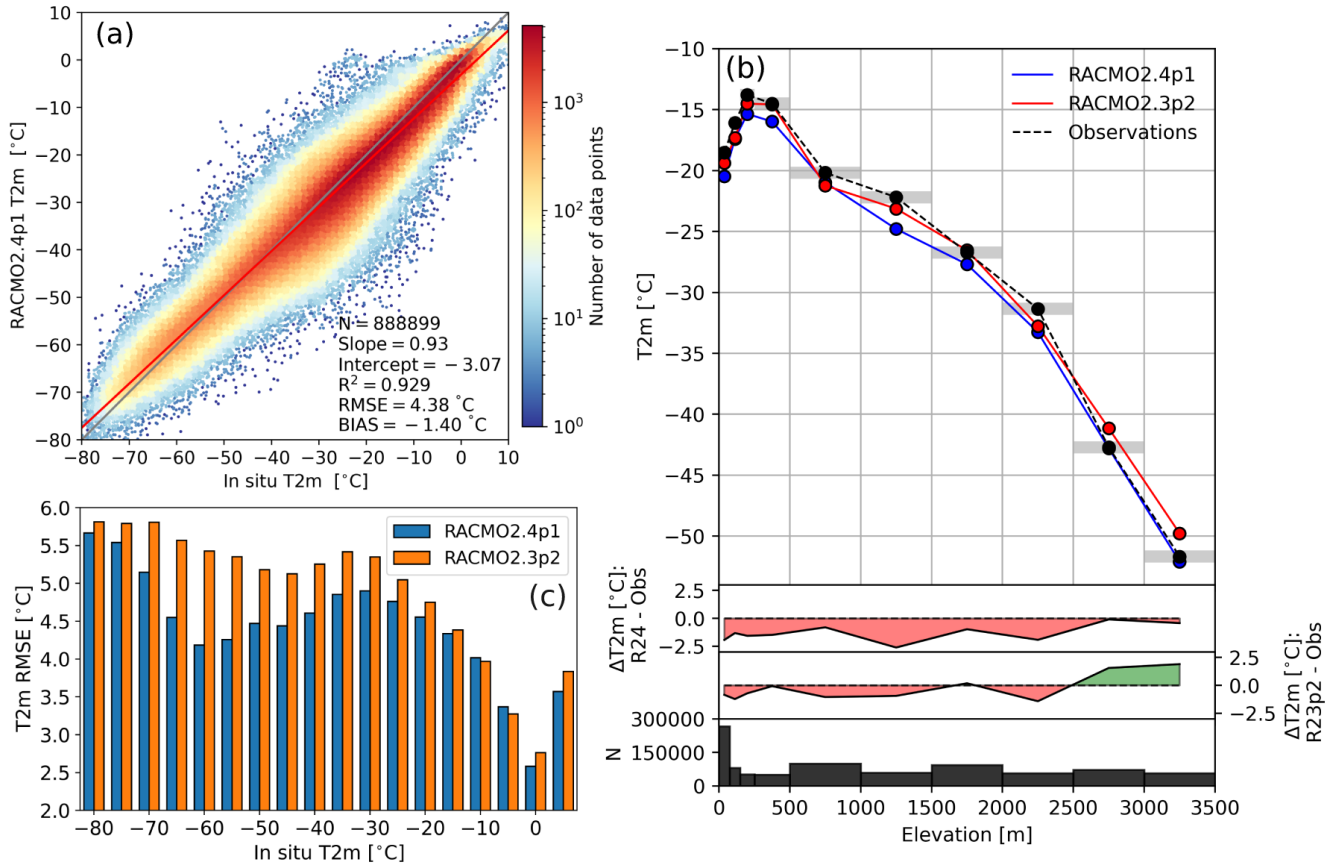 (a)
10
0
−10
−20
−30
−40
−50
−60
−70
−80
RACMO2.4p1 T2m [°C]
−80 −70 −60 −50 −40 −30 −20 −10 0 10
In situ T2m [°C]
N = 888899
Slope = 0.93
Intercept = −3.07
R² = 0.929
RMSE = 4.38 °C
BIAS = −1.40 °C
10³
10²
10¹
10⁰
Number of data points
(b)
RACMO2.4p1
RACMO2.3p2
Observations
−10
−15
−20
−25
−30
−35
−40
−45
−50
T2m [°C]
2.5
0.0
−2.5
ΔT2m [°C]:
R24 - Obs
2.5
0.0
−2.5
ΔT2m [°C]:
R23p2 - Obs
300000
150000
0
N
0 500 1000 1500 2000 2500 3000 3500
Elevation [m]
(c)
RACMO2.4p1
RACMO2.3p2
6.0
5.5
5.0
4.5
4.0
3.5
3.0
2.5
2.0
T2m RMSE [°C]
−80 −70 −60 −50 −40 −30 −20 −10 0
In situ T2m [°C]